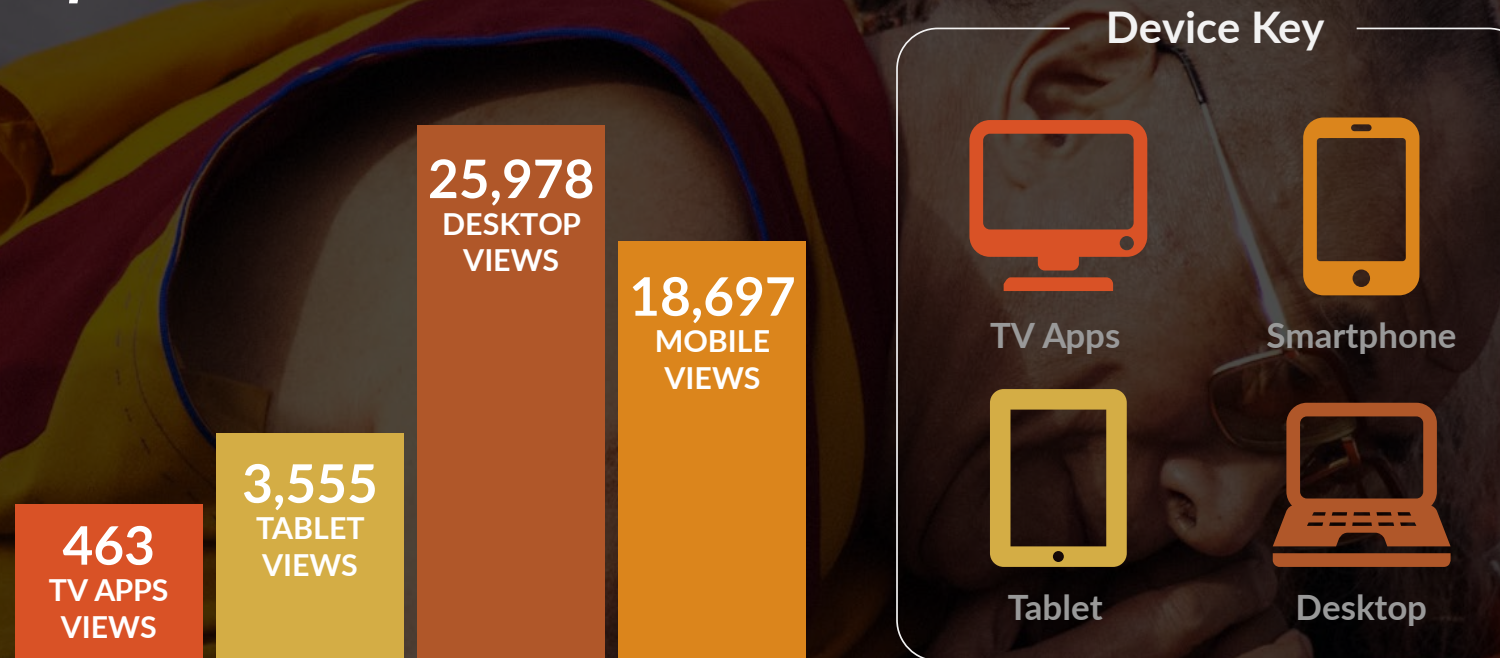 Device Key
25,978
DESKTOP
VIEWS
18,697
MOBILE
VIEWS
3,555
TABLET
VIEWS
463
TV APPS
VIEWS
TV Apps
Smartphone
Tablet
Desktop